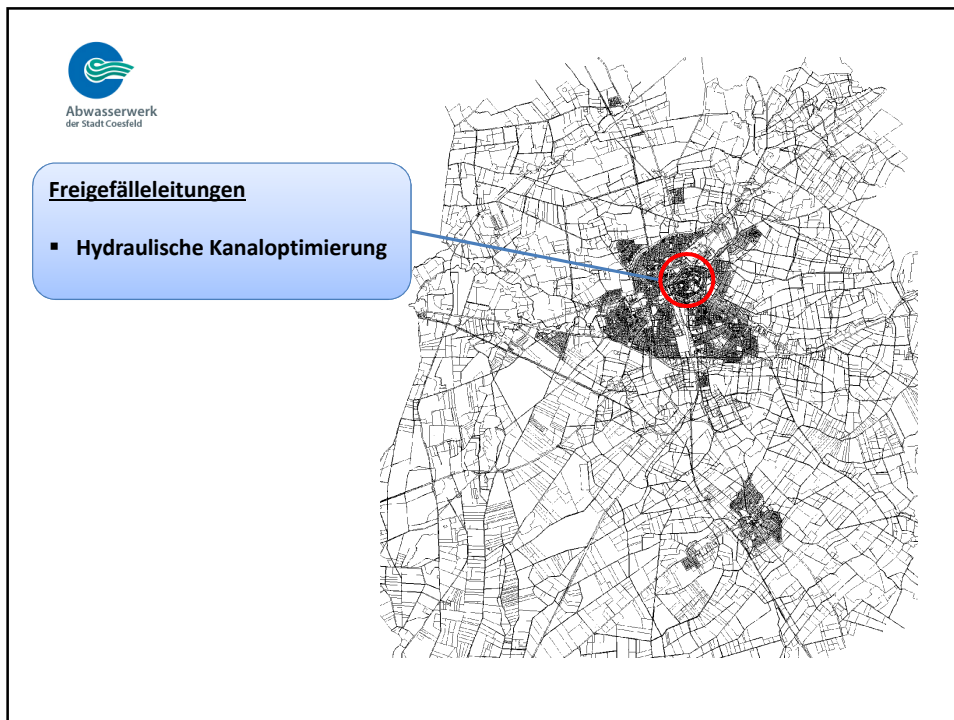 Abwasserwerk
der Stadt Coesfeld
Freigefälleleitungen
▪ Hydraulische Kanaloptimierung